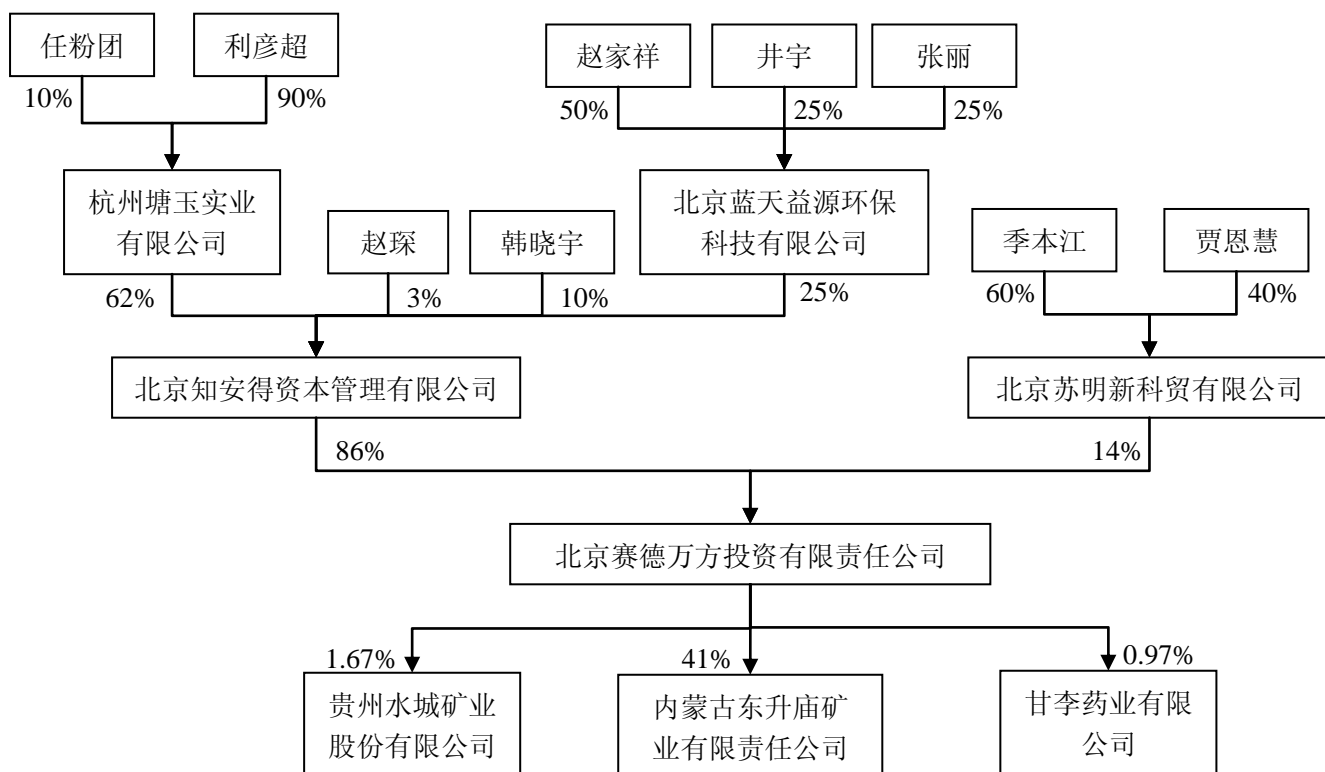 任粉团
利彦超
赵家祥
井宇
张丽
10%
90%
50%
25%
25%
杭州塘玉实业
有限公司
赵琛
韩晓宇
北京蓝天益源环保
科技有限公司
季本江
贾恩慧
62%
3%
10%
25%
60%
40%
北京知安得资本管理有限公司
北京苏明新科贸有限公司
86%
14%
北京赛德万方投资有限责任公司
1.67%
41%
0.97%
贵州水城矿业
股份有限公司
内蒙古东升庙矿
业有限责任公司
甘李药业有限
公司